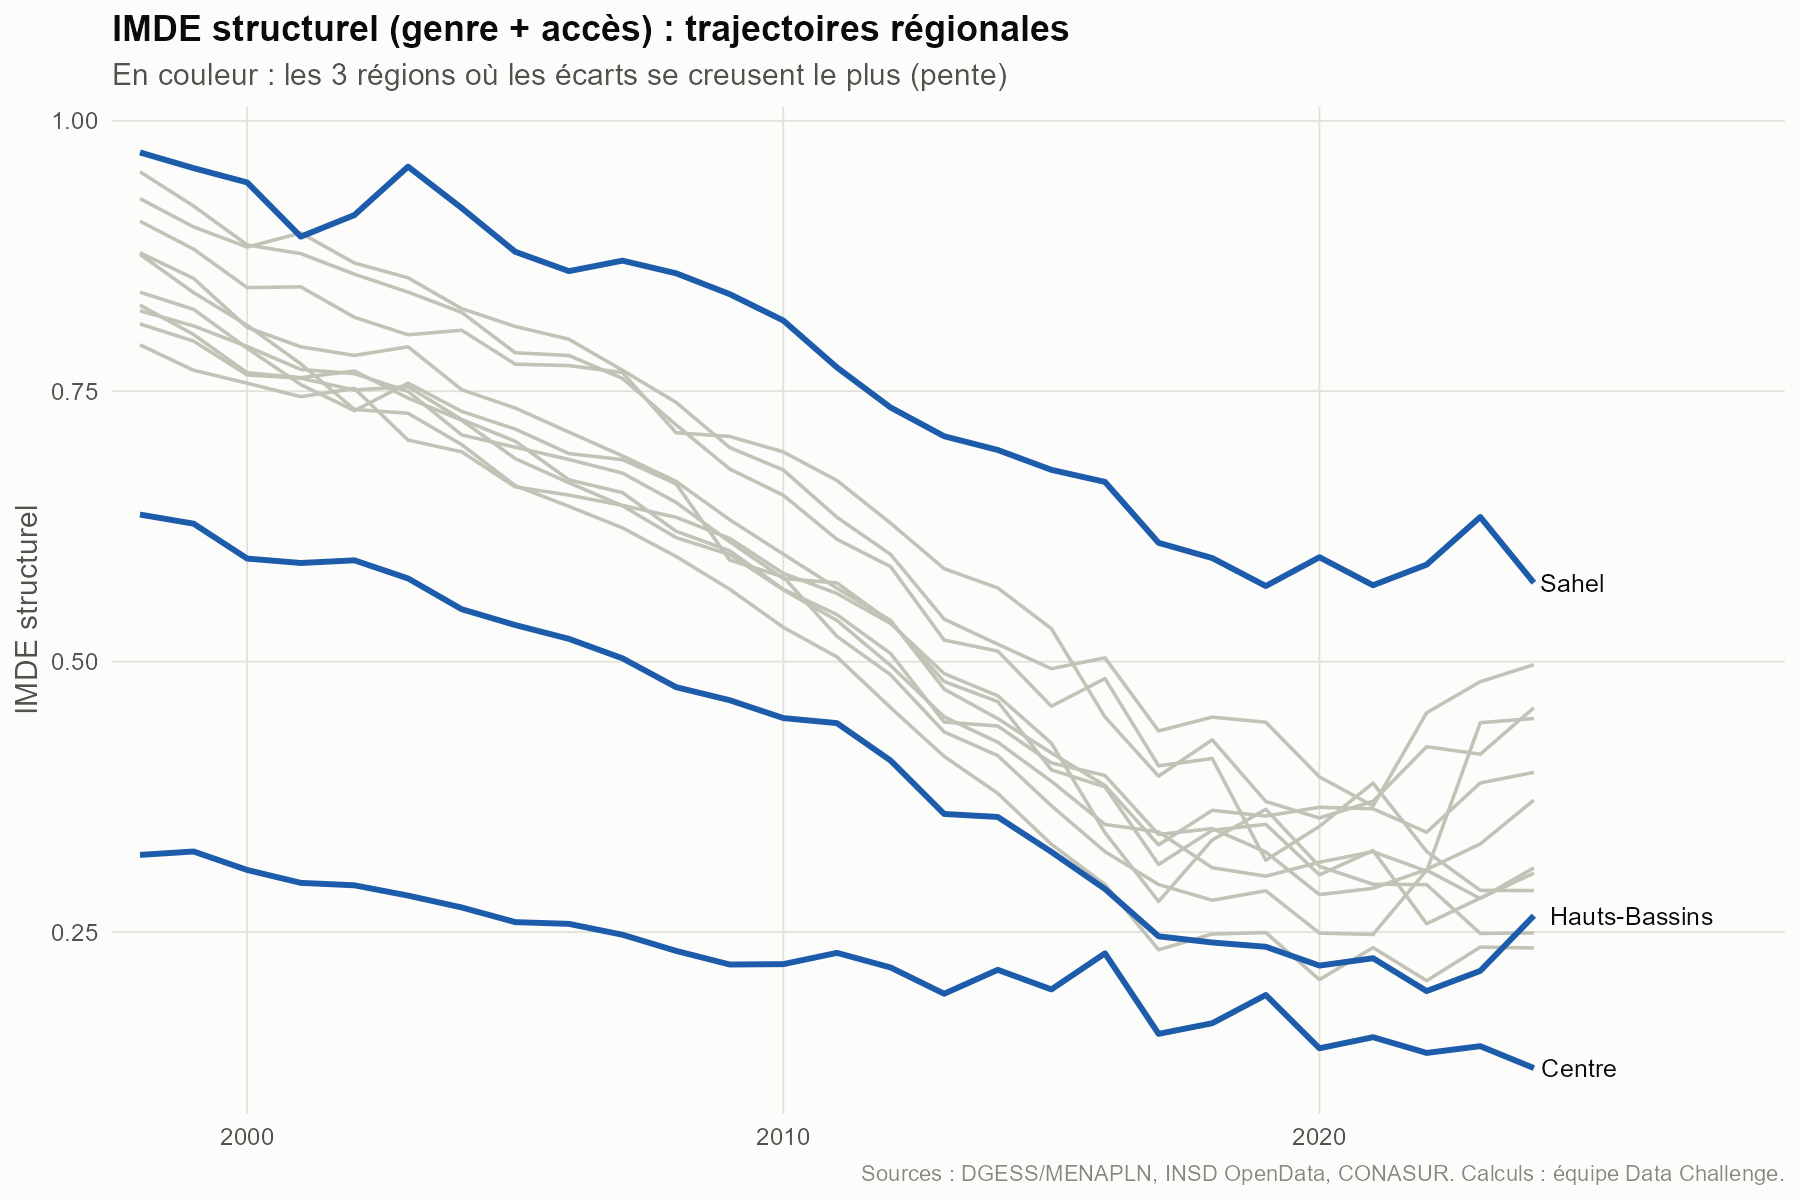 IMDE structurel (genre + accès) : trajectoires régionales
En couleur : les 3 régions où les écarts se creusent le plus (pente)
1.00
0.75
0.50
0.25
IMDE structurel
Sahel
Hauts-Bassins
Centre
2000
2010
2020
Sources : DGESS/MENAPLN, INSD OpenData, CONASUR. Calculs : équipe Data Challenge.